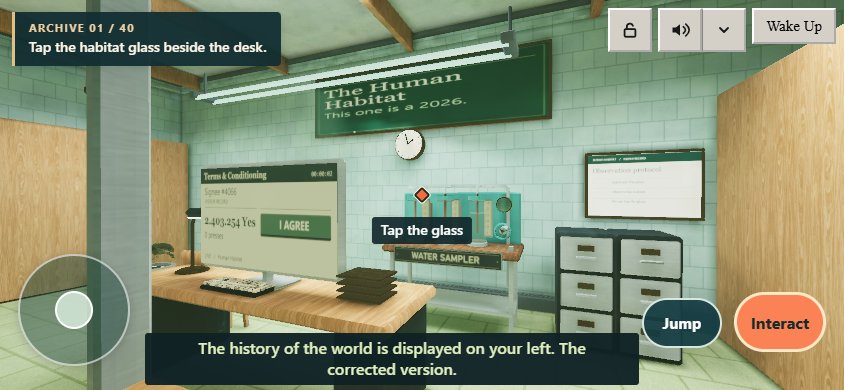 ARCHIVE 01 / 40
Tap the habitat glass beside the desk.
Wake Up
The Human
Habitat
This one is a 2026.
Terms & Conditioning
00:00:02
Signee #4066
2,403,254 Yes
0 presses
I AGREE
Observation protocol
Tap the glass
WATER SAMPLER
Jump
Interact
The history of the world is displayed on your left. The
corrected version.